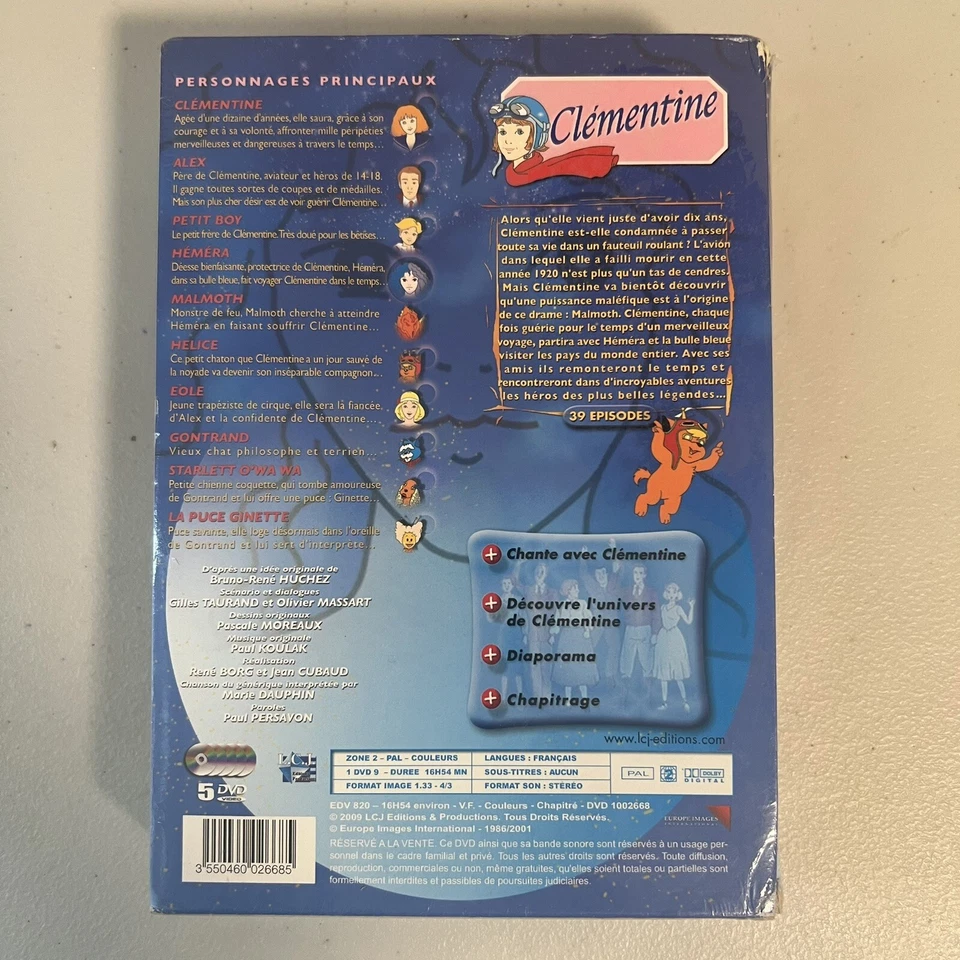 PERSONNAGES PRINCIPAUX
CLÉMENTINE
Agée d'une dizaine d'années, elle saura, grâce à son
courage et à sa volonté, affronter mille péripéties
merveilleuses et dangereuses à travers le temps...
ALEX
Père de Clémentine, aviateur et héros de 14-18.
Il gagne toutes sortes de coupes et de médailles.
Mais son plus cher désir est de voir guérir Clémentine...
PETIT BOY
Le petit frère de Clémentine. Très doué pour les bêtises...
HÉMÉRA
Déesse bienfaisante, protectrice de Clémentine, Héméra,
dans sa bulle bleue, fait voyager Clémentine dans le temps...
MALMOTH
Monstre de feu, Malmoth cherche à atteindre
Héméra en faisant souffrir Clémentine...
HELICE
Ce petit chaton que Clémentine a un jour sauvé de
la noyade va devenir son inséparable compagnon...
EOLE
Jeune trapéziste de cirque, elle sera la fiancée
d'Alex et la confidente de Clémentine...
GONTRAND
Vieux chat philosophe et terrien...
STARLETT O'WA WA
Petite chienne coquette, qui tombe amoureuse
de Gontrand et lui offre une puce : Ginette...
LA PUCE GINETTE
Puce savante, elle loge désormais dans l'oreille
de Gontrand et lui sert d'interprète...
D'après une idée originale de
Bruno-René HUCHEZ
Scénario et dialogues
Gilles TAURAND et Olivier MASSART
Dessins originaux
Pascale MOREAUX
Musique originale
Paul KOULAK
Réalisation
René BORG et Jean CUBAUD
Chanson du générique interprétée par
Marie DAUPHIN
Paroles
Paul PERSAVON
Clémentine
Alors qu'elle vient juste d'avoir dix ans,
Clémentine est-elle condamnée à passer
toute sa vie dans un fauteuil roulant ? L'avion
dans lequel elle a failli mourir en cette
année 1920 n'est plus qu'un tas de cendres.
Mais Clémentine va bientôt découvrir
qu'une puissance maléfique est à l'origine
de ce drame : Malmoth. Clémentine, chaque
fois guérie pour le temps d'un merveilleux
voyage, partira avec Héméra et la bulle bleue
visiter les pays du monde entier. Avec ses
amis ils remonteront le temps et
rencontreront dans d'incroyables aventures
les héros des plus belles légendes...
39 EPISODES
Chante avec Clémentine
Découvre l'univers
de Clémentine
Diaporama
Chapitrage
www.lcj-editions.com
5 DVD
VIDEO
L.C.J.
ZONE 2 – PAL – COULEURS
LANGUES : FRANÇAIS
1 DVD 9 – DUREE 16H54 MN
SOUS-TITRES : AUCUN
FORMAT IMAGE 1.33 - 4/3
FORMAT SON : STÉRÉO
PAL
2
DOLBY
DIGITAL
EDV 820 – 16H54 environ - V.F. - Couleurs - Chapitré - DVD 1002668
© 2009 LCJ Editions & Productions. Tous Droits Réservés.
© Europe Images International - 1986/2001
EUROPE IMAGES
INTERNATIONAL
RÉSERVÉ A LA VENTE. Ce DVD ainsi que sa bande sonore sont réservés à un usage per-
sonnel dans le cadre familial et privé. Tous les autres droits sont réservés. Toute diffusion,
reproduction, commerciales ou non, même gratuites, qu'elles soient totales ou partielles sont
formellement interdites et passibles de poursuites judiciaires.
3 550460 026685